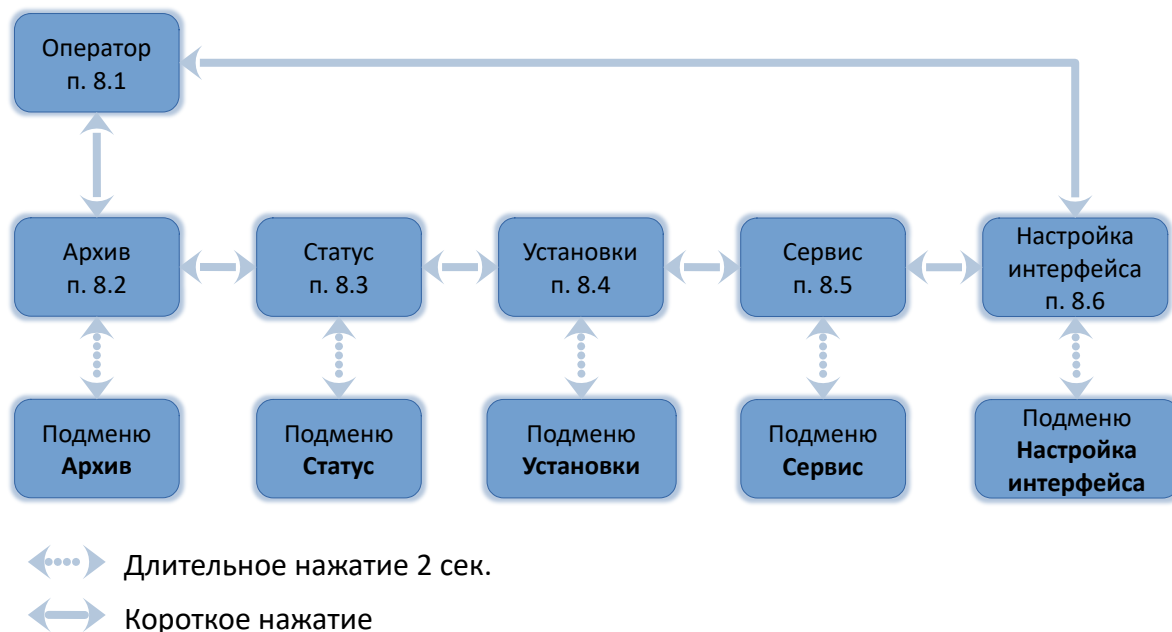 Оператор
п. 8.1
Архив
п. 8.2
Статус
п. 8.3
Установки
п. 8.4
Сервис
п. 8.5
Настройка
интерфейса
п. 8.6
Подменю
Архив
Подменю
Статус
Подменю
Установки
Подменю
Сервис
Подменю
Настройка
интерфейса
Длительное нажатие 2 сек.
Короткое нажатие